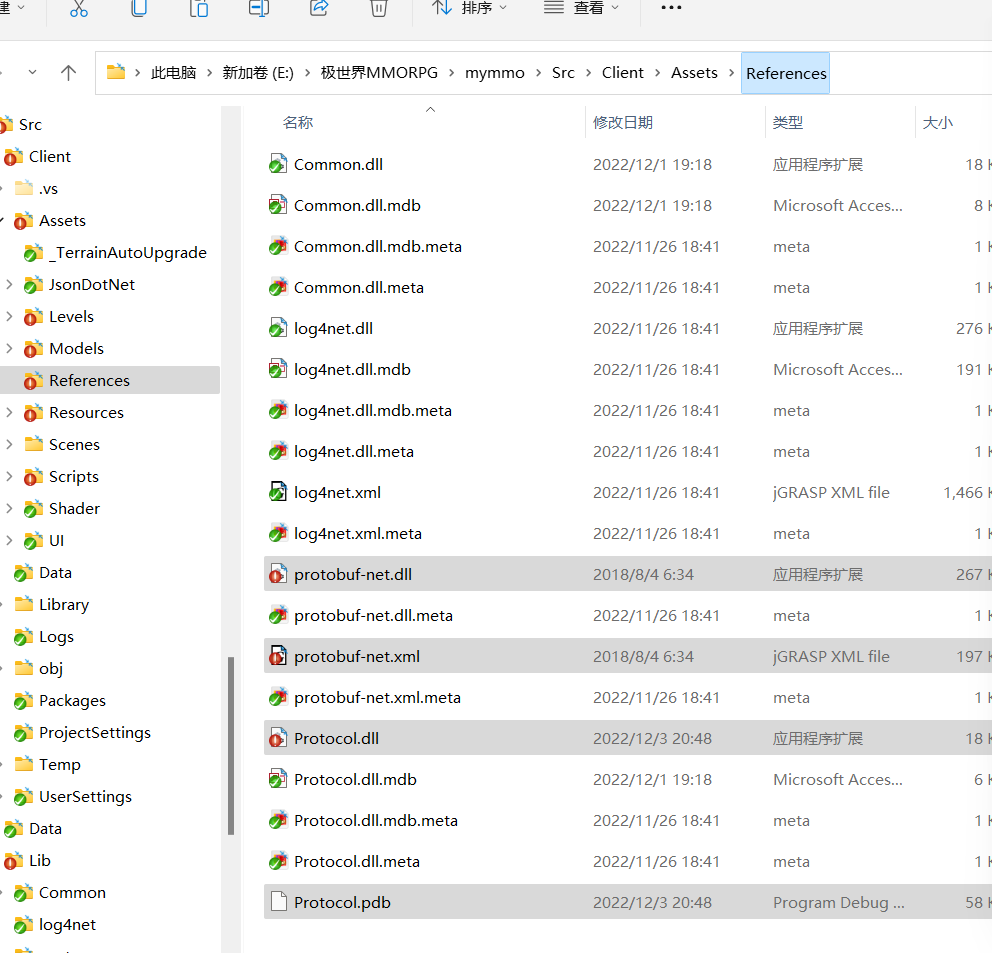 建 排序 查看
此电脑 新加卷 (E:) 极世界MMORPG mymmo Src Client Assets References
Src
Client
.vs
Assets
_TerrainAutoUpgrade
JsonDotNet
Levels
Models
References
Resources
Scenes
Scripts
Shader
UI
Data
Library
Logs
obj
Packages
ProjectSettings
Temp
UserSettings
Data
Lib
Common
log4net
名称 修改日期 类型 大小
Common.dll 2022/12/1 19:18 应用程序扩展 18 K
Common.dll.mdb 2022/12/1 19:18 Microsoft Acces... 8 K
Common.dll.mdb.meta 2022/11/26 18:41 meta 1 K
Common.dll.meta 2022/11/26 18:41 meta 1 K
log4net.dll 2022/11/26 18:41 应用程序扩展 276 K
log4net.dll.mdb 2022/11/26 18:41 Microsoft Acces... 191 K
log4net.dll.mdb.meta 2022/11/26 18:41 meta 1 K
log4net.dll.meta 2022/11/26 18:41 meta 1 K
log4net.xml 2022/11/26 18:41 jGRASP XML file 1,466 K
log4net.xml.meta 2022/11/26 18:41 meta 1 K
protobuf-net.dll 2018/8/4 6:34 应用程序扩展 267 K
protobuf-net.dll.meta 2022/11/26 18:41 meta 1 K
protobuf-net.xml 2018/8/4 6:34 jGRASP XML file 197 K
protobuf-net.xml.meta 2022/11/26 18:41 meta 1 K
Protocol.dll 2022/12/3 20:48 应用程序扩展 18 K
Protocol.dll.mdb 2022/12/1 19:18 Microsoft Acces... 6 K
Protocol.dll.mdb.meta 2022/11/26 18:41 meta 1 K
Protocol.dll.meta 2022/11/26 18:41 meta 1 K
Protocol.pdb 2022/12/3 20:48 Program Debug ... 58 K